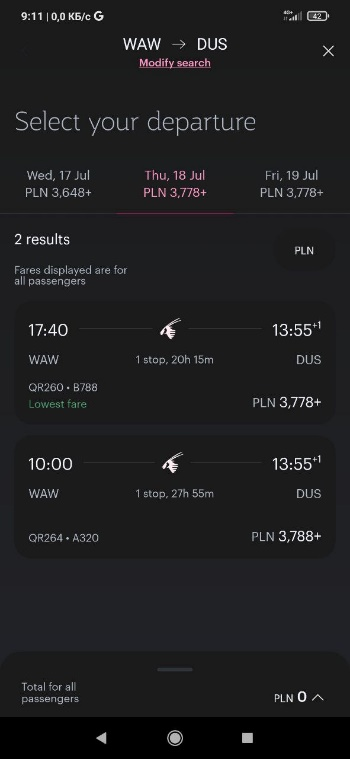 9:11 | 0,0 КБ/с G 4G+ 42
WAW → DUS
Modify search
Select your departure
Wed, 17 Jul Thu, 18 Jul Fri, 19 Jul
PLN 3,648+ PLN 3,778+ PLN 3,778+
2 results
PLN
Fares displayed are for
all passengers
17:40 13:55+1
WAW 1 stop, 20h 15m DUS
QR260 • B788
Lowest fare PLN 3,778+
10:00 13:55+1
WAW 1 stop, 27h 55m DUS
QR264 • A320 PLN 3,788+
Total for all
passengers
PLN 0